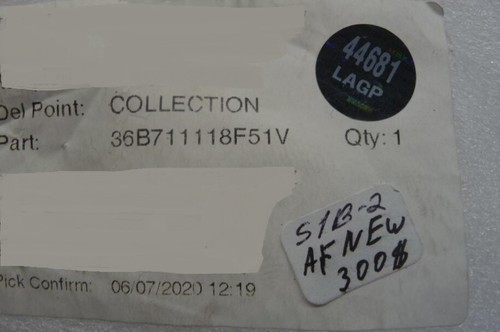 44681
LAGP
Del Point: COLLECTION
Part: 36B711118F51V Qty: 1
S1B-2
AF NEW
300$
Pick Confirm: 06/07/2020 12:19